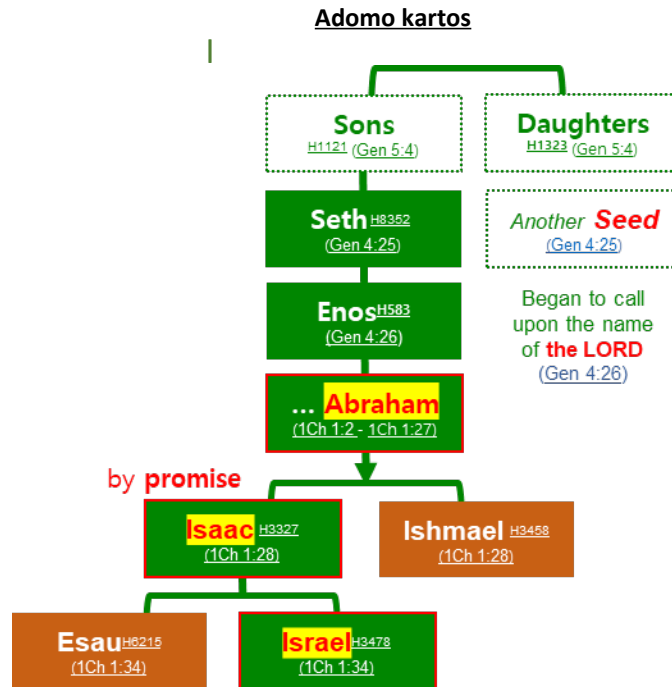 Adomo kartos
Sons
H1121 (Gen 5:4)
Daughters
H1323 (Gen 5:4)
Seth H8352
(Gen 4:25)
Another Seed
(Gen 4:25)
Enos H583
(Gen 4:26)
Began to call
upon the name
of the LORD
(Gen 4:26)
... Abraham
(1Ch 1:2 - 1Ch 1:27)
by promise
Isaac H3327
(1Ch 1:28)
Ishmael H3458
(1Ch 1:28)
Esau H6215
(1Ch 1:34)
Israel H3478
(1Ch 1:34)